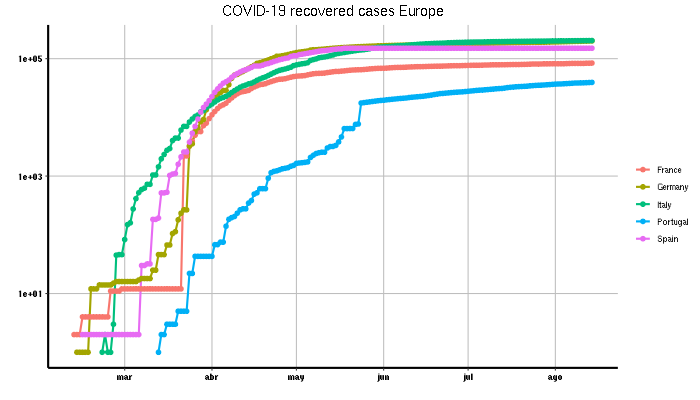 COVID-19 recovered cases Europe
1e+05
1e+03
1e+01
mar
abr
may
jun
jul
ago
France
Germany
Italy
Portugal
Spain